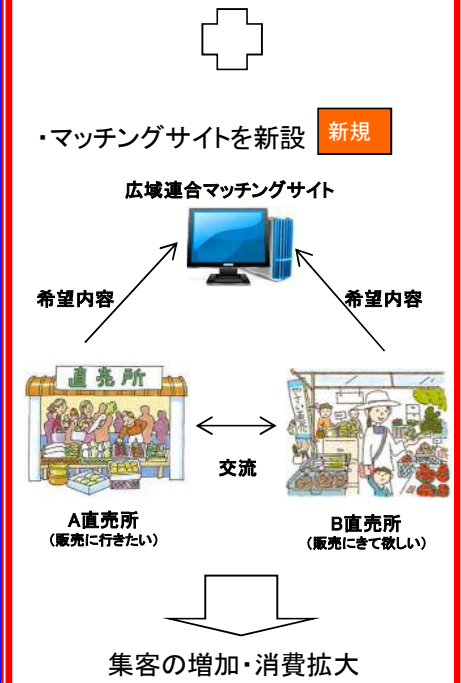 ・マッチングサイトを新設 新規
広域連合マッチングサイト
希望内容 希望内容
直売所
交流
A直売所 B直売所
(販売に行きたい) (販売にきて欲しい)
集客の増加・消費拡大